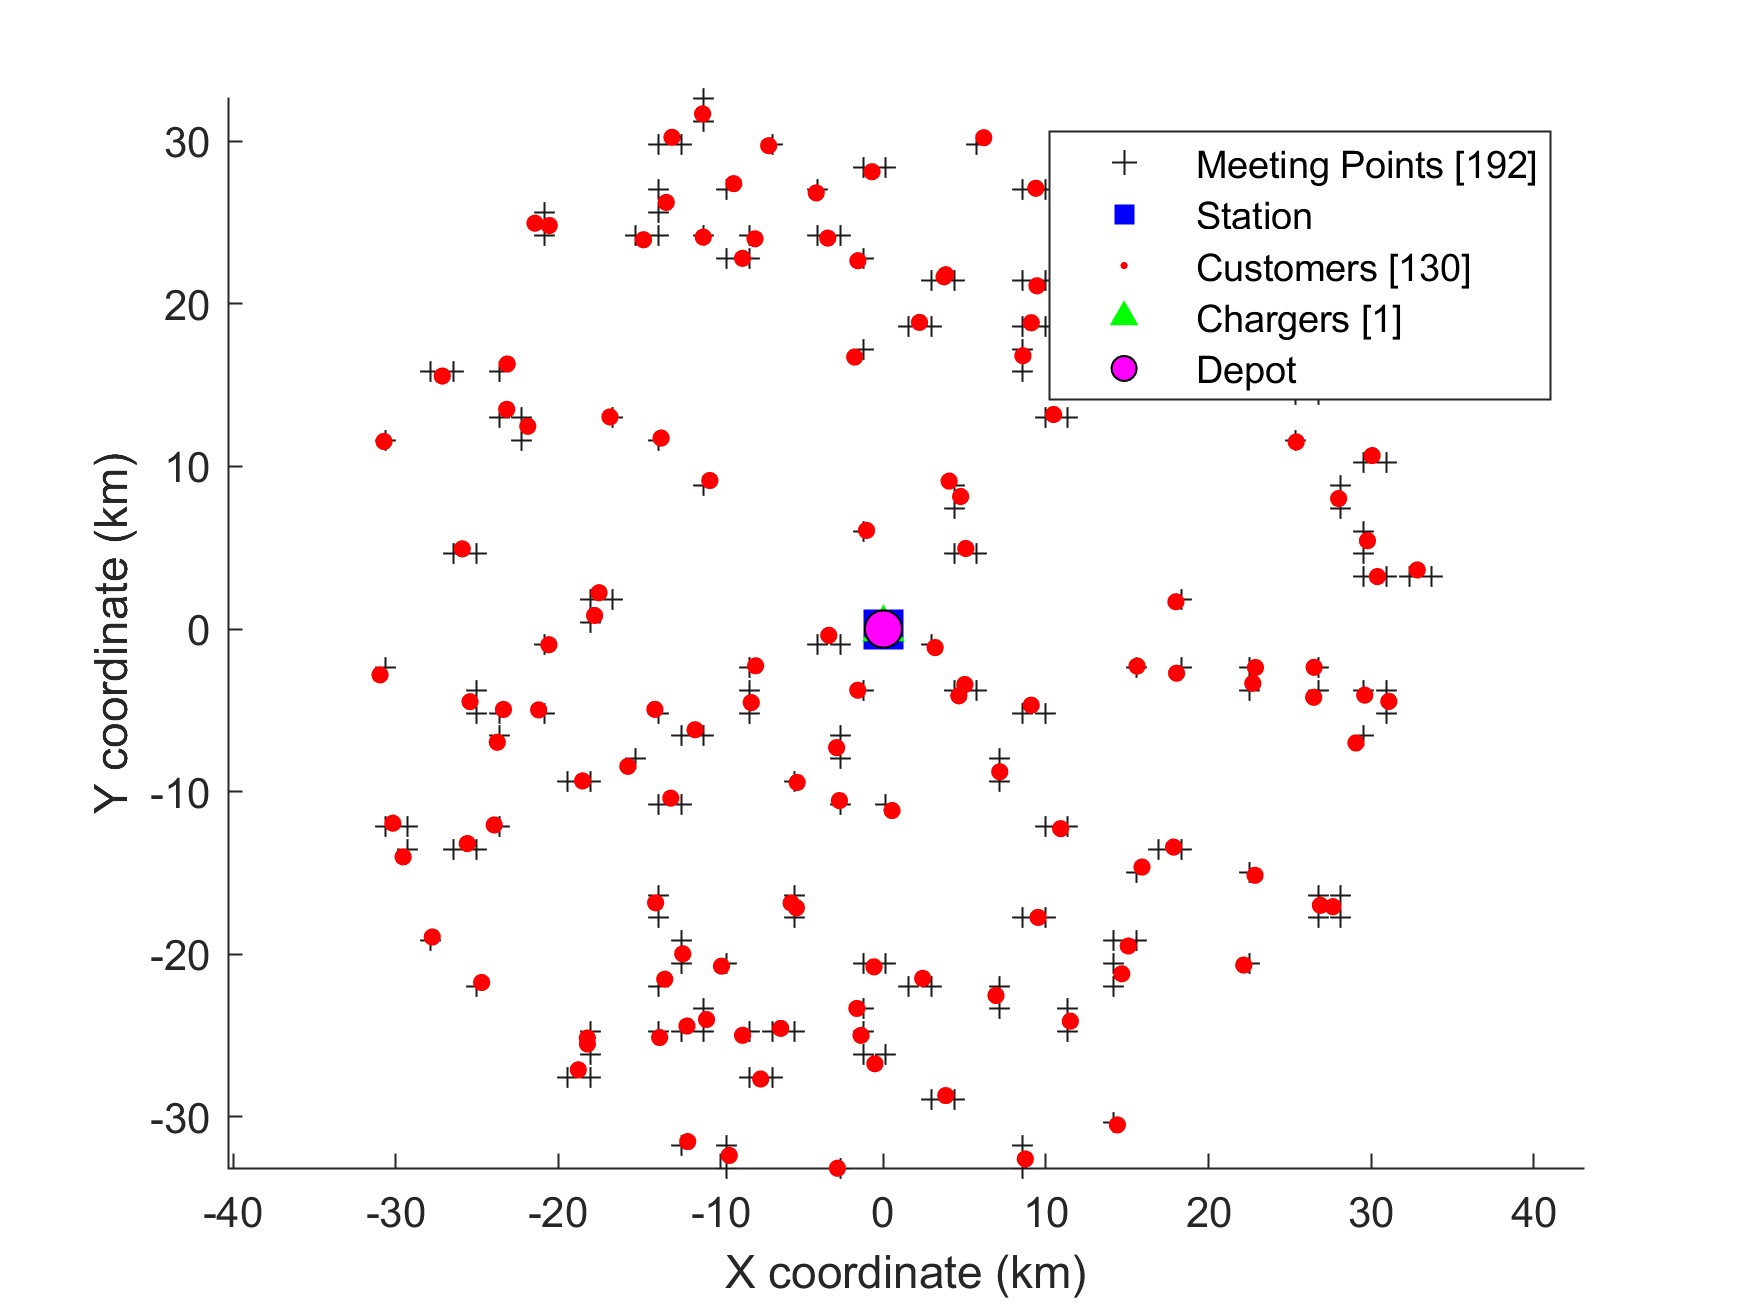 30
20
10
0
-10
-20
-30
Y coordinate (km)
Meeting Points [192]
Station
Customers [130]
Chargers [1]
Depot
-40 -30 -20 -10 0 10 20 30 40
X coordinate (km)